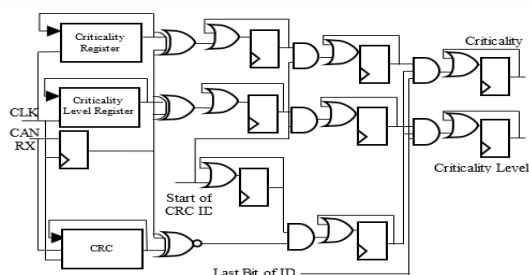 Criticality
Register
Criticality
Criticality
Level Register
CLK
CAN
RX
Start of
CRC ID
Criticality Level
CRC
Last Bit of ID